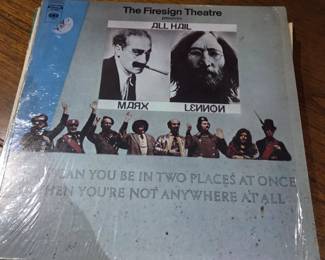 The Firesign Theatre
ALL HAIL
MARX LENNON
CAN YOU BE IN TWO PLACES AT ONCE
WHEN YOU'RE NOT ANYWHERE AT ALL